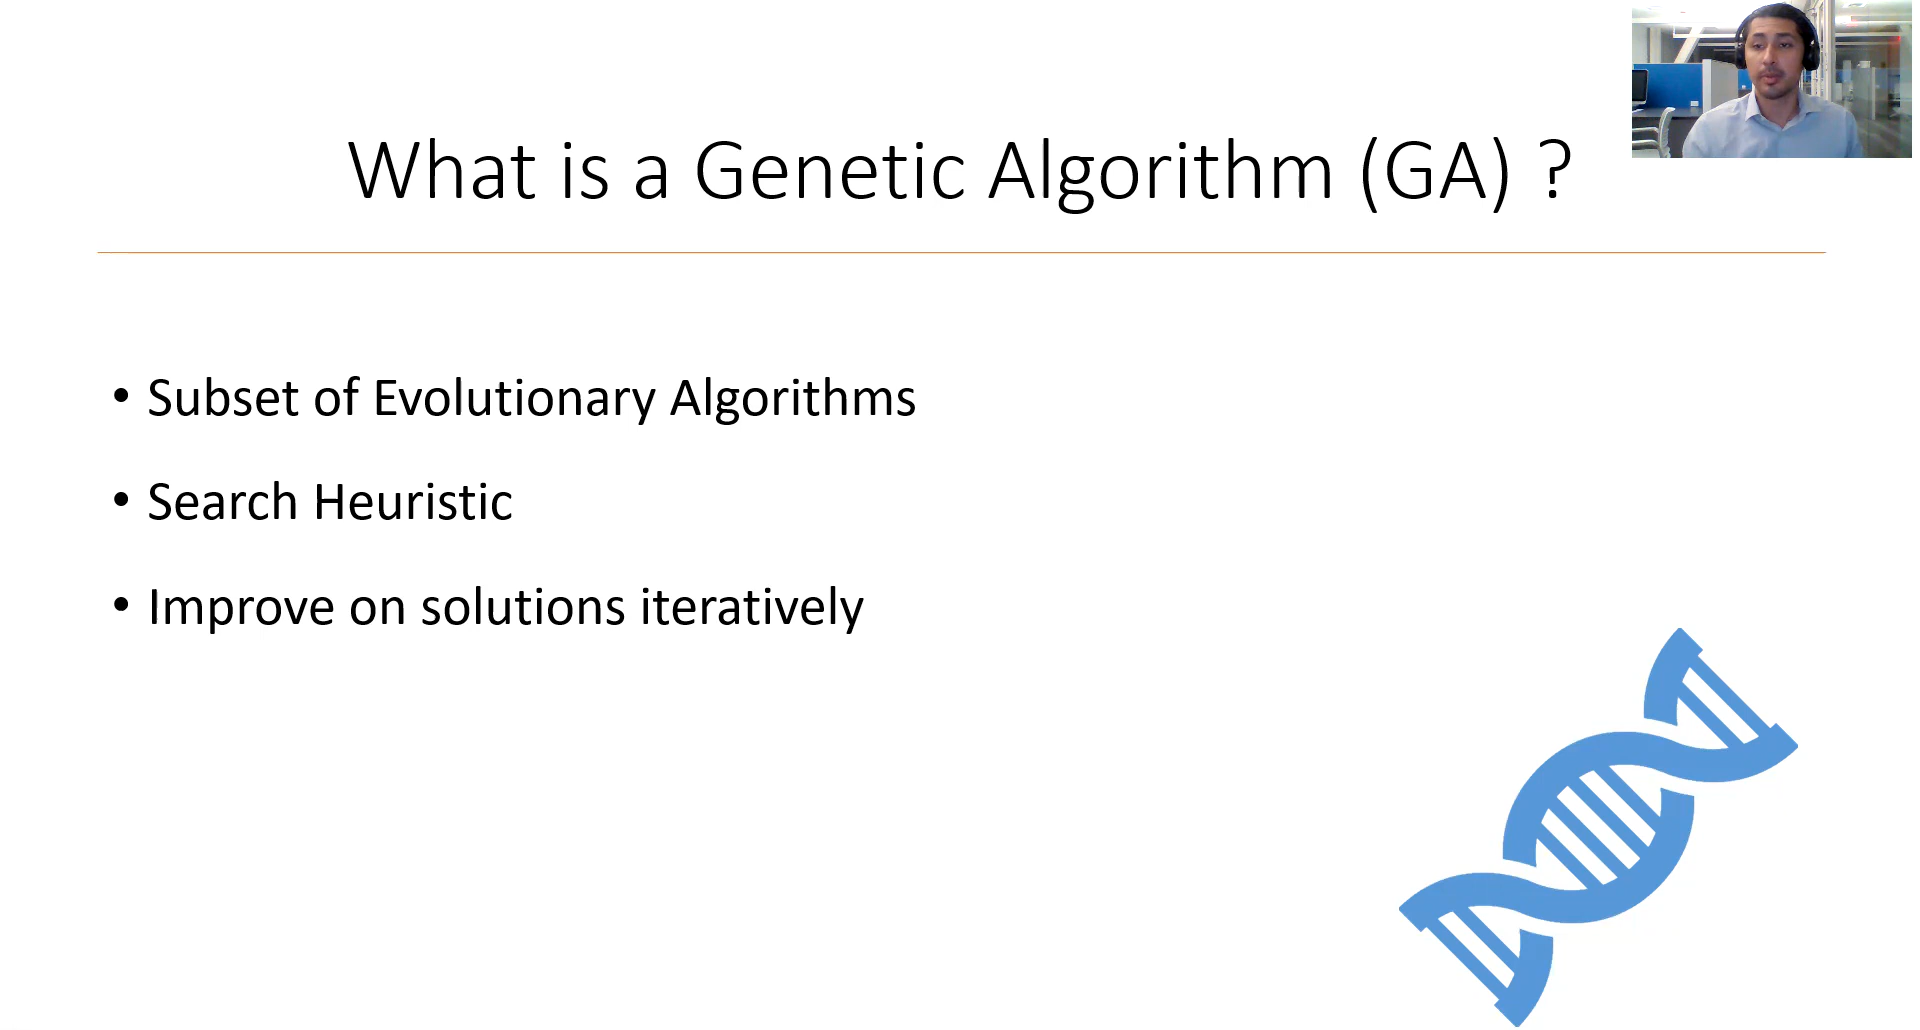 What is a Genetic Algorithm (GA) ?
• Subset of Evolutionary Algorithms
• Search Heuristic
• Improve on solutions iteratively